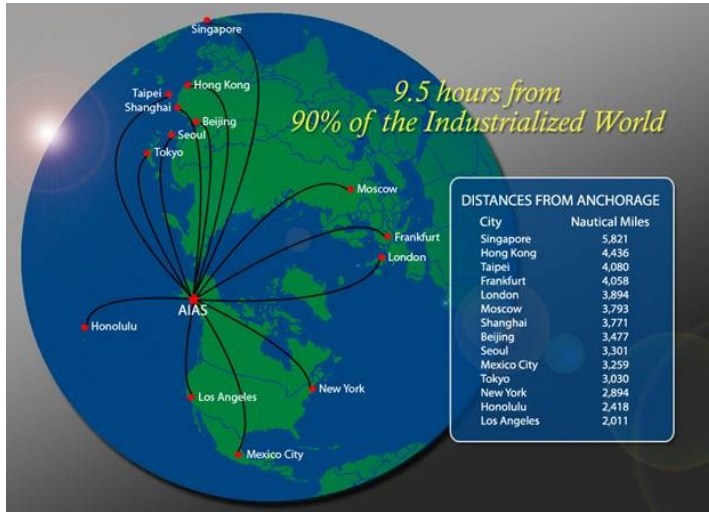 Singapore
Hong Kong
Taipei
Shanghai
Beijing
Seoul
Tokyo
9.5 hours from
90% of the Industrialized World
Moscow
Frankfurt
London
AIAS
Honolulu
Los Angeles
New York
Mexico City
DISTANCES FROM ANCHORAGE
City Nautical Miles
Singapore 5,821
Hong Kong 4,436
Taipei 4,080
Frankfurt 4,058
London 3,894
Moscow 3,793
Shanghai 3,771
Beijing 3,477
Seoul 3,301
Mexico City 3,259
Tokyo 3,030
New York 2,894
Honolulu 2,418
Los Angeles 2,011